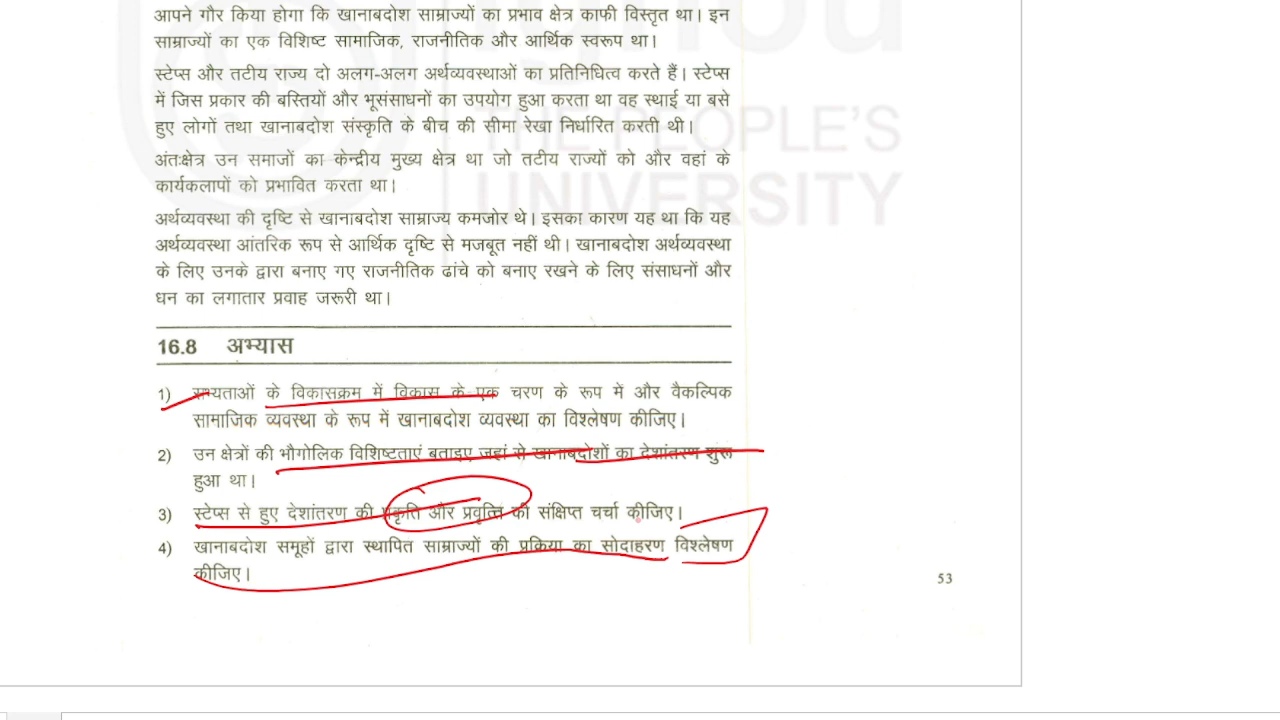 आपने गौर किया होगा कि खानाबदोश साम्राज्यों का प्रभाव क्षेत्र काफी विस्तृत था। इन
साम्राज्यों का एक विशिष्ट सामाजिक, राजनीतिक और आर्थिक स्वरूप था।
स्टेप्स और तटीय राज्य दो अलग-अलग अर्थव्यवस्थाओं का प्रतिनिधित्व करते हैं। स्टेप्स
में जिस प्रकार की बस्तियों और भूसंसाधनों का उपयोग हुआ करता था वह स्थाई या बसे
हुए लोगों तथा खानाबदोश संस्कृति के बीच की सीमा रेखा निर्धारित करती थी।
THE PEOPLE'S
अंतःक्षेत्र उन समाजों का केन्द्रीय मुख्य क्षेत्र था जो तटीय राज्यों को और वहां के
कार्यकलापों को प्रभावित करता था।
UNIVERSITY
अर्थव्यवस्था की दृष्टि से खानाबदोश साम्राज्य कमजोर थे। इसका कारण यह था कि यह
अर्थव्यवस्था आंतरिक रूप से आर्थिक दृष्टि से मजबूत नहीं थी। खानाबदोश अर्थव्यवस्था
के लिए उनके द्वारा बनाए गए राजनीतिक ढांचे को बनाए रखने के लिए संसाधनों और
धन का लगातार प्रवाह जरूरी था।
16.8 अभ्यास
1) सभ्यताओं के विकासक्रम में विकास के एक चरण के रूप में और वैकल्पिक
सामाजिक व्यवस्था के रूप में खानाबदोश व्यवस्था का विश्लेषण कीजिए।
2) उन क्षेत्रों की भौगोलिक विशिष्टताएं बताइए जहां से खानाबदोशों का देशांतरण शुरू
हुआ था।
3) स्टेप्स से हुए देशांतरण की प्रकृति और प्रवृत्ति की संक्षिप्त चर्चा कीजिए।
4) खानाबदोश समूहों द्वारा स्थापित साम्राज्यों की प्रक्रिया का सोदाहरण विश्लेषण
कीजिए।
53